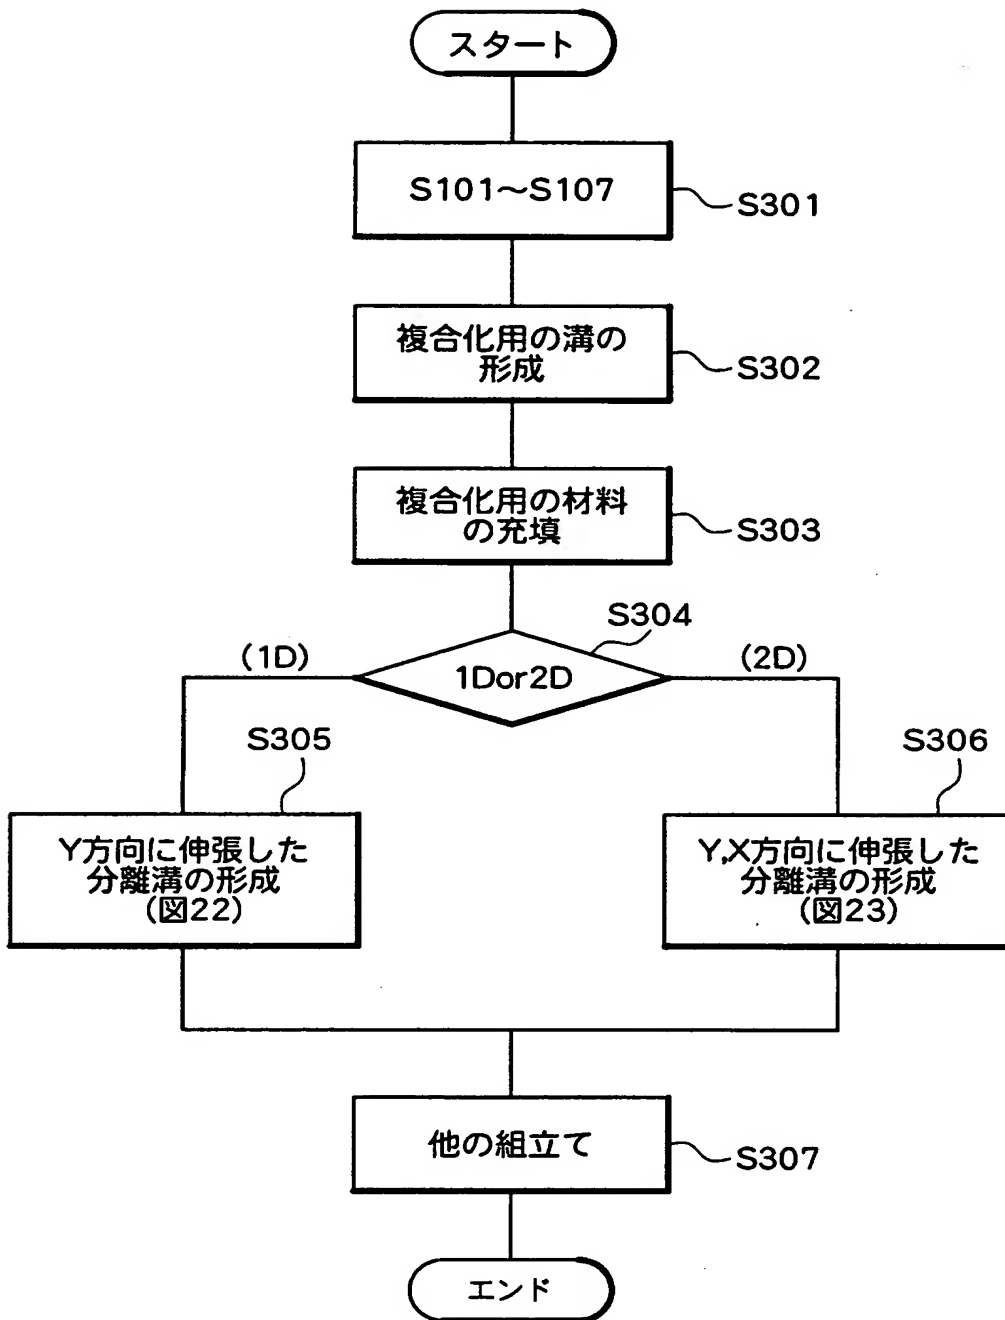 スタート
S101〜S107
S301
複合化用の溝の
形成
S302
複合化用の材料
の充填
S303
S304
(1D)
1Dor2D
(2D)
S305
S306
Y方向に伸張した
分離溝の形成
(図22)
Y,X方向に伸張した
分離溝の形成
(図23)
他の組立て
S307
エンド